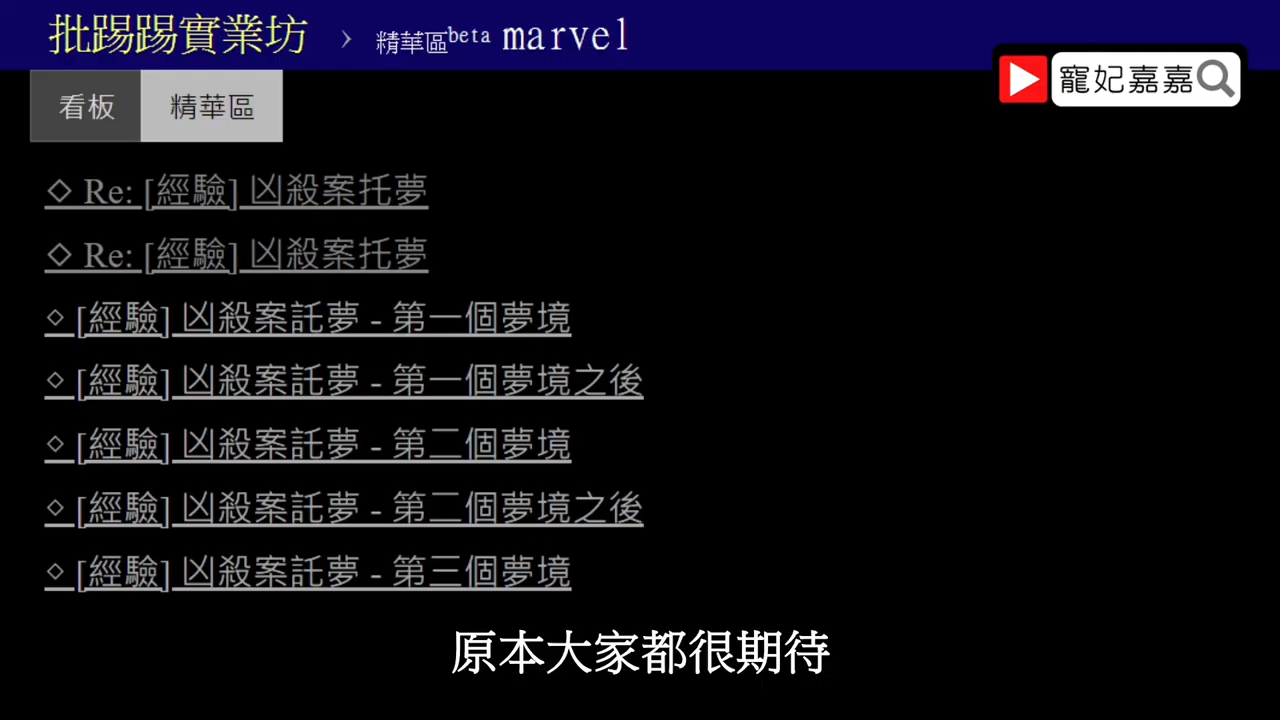 批踢踢實業坊 › 精華區beta marvel
寵妃嘉嘉
看板 精華區
◇ Re: [經驗] 凶殺案托夢
◇ Re: [經驗] 凶殺案托夢
◇ [經驗] 凶殺案託夢 - 第一個夢境
◇ [經驗] 凶殺案託夢 - 第一個夢境之後
◇ [經驗] 凶殺案託夢 - 第二個夢境
◇ [經驗] 凶殺案託夢 - 第二個夢境之後
◇ [經驗] 凶殺案託夢 - 第三個夢境
原本大家都很期待